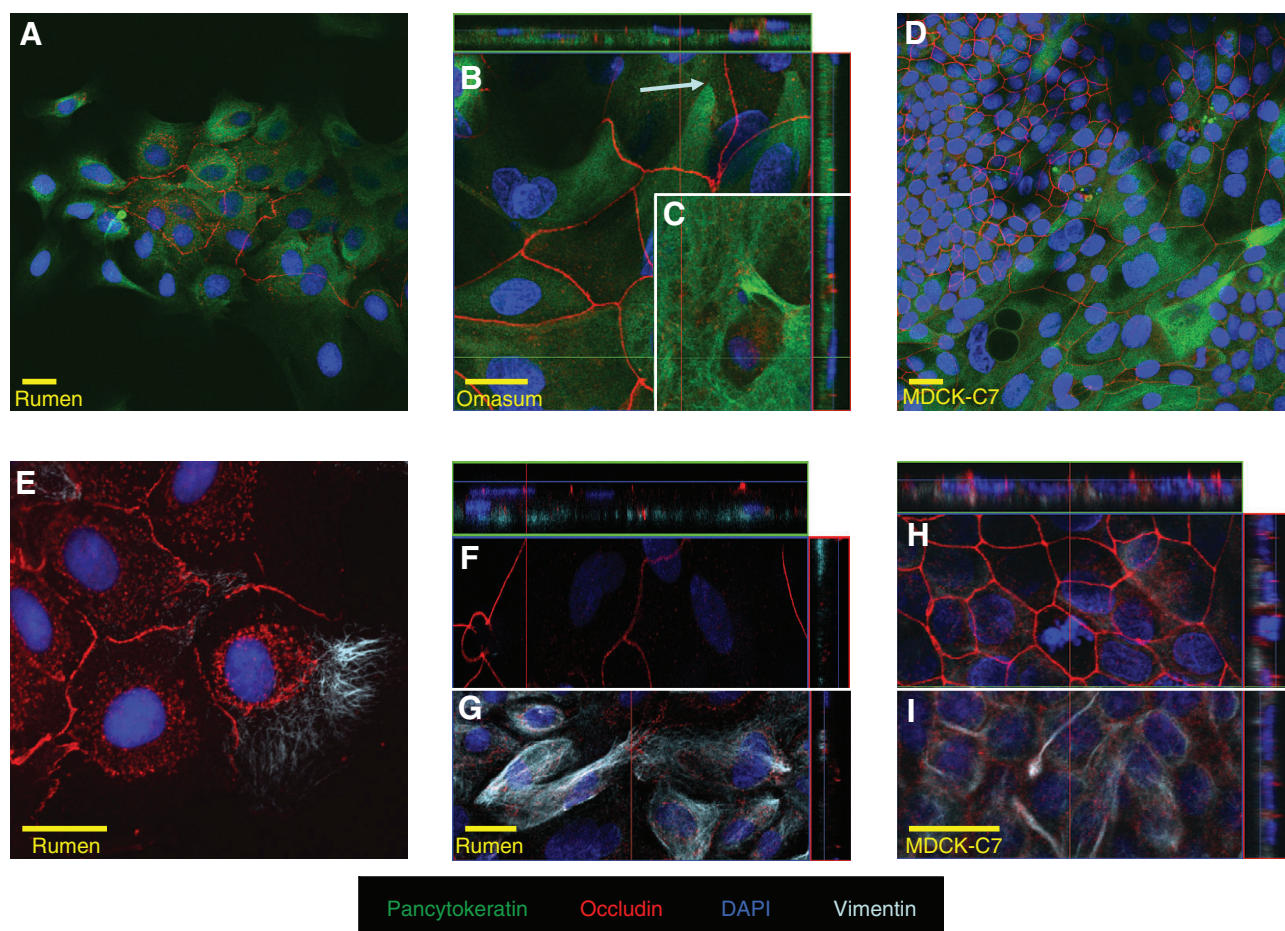 A
Rumen
B
C
Omasum
D
MDCK-C7
E
Rumen
F
G
Rumen
H
I
MDCK-C7
Pancytokeratin Occludin DAPI Vimentin